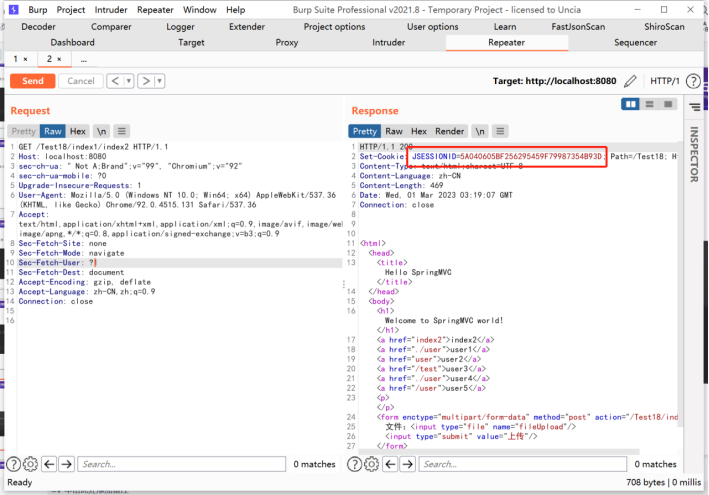 Burp Project Intruder Repeater Window Help Burp Suite Professional v2021.8 - Temporary Project - licensed to Uncia
Decoder Comparer Logger Extender Project options User options Learn FastJsonScan ShiroScan
Dashboard Target Proxy Intruder Repeater Sequencer
1 × 2 × ...
Send Cancel < > Target: http://localhost:8080 HTTP/1 ?
Request
Pretty Raw Hex \n
1 GET /Test18/index1/index2 HTTP/1.1
2 Host: localhost:8080
3 sec-ch-ua: " Not A;Brand";v="99", "Chromium";v="92"
4 sec-ch-ua-mobile: ?0
5 Upgrade-Insecure-Requests: 1
6 User-Agent: Mozilla/5.0 (Windows NT 10.0; Win64; x64) AppleWebKit/537.36
(KHTML, like Gecko) Chrome/92.0.4515.131 Safari/537.36
7 Accept:
text/html,application/xhtml+xml,application/xml;q=0.9,image/avif,image/we
image/apng,*/*;q=0.8,application/signed-exchange;v=b3;q=0.9
8 Sec-Fetch-Site: none
9 Sec-Fetch-Mode: navigate
10 Sec-Fetch-User: ?1
11 Sec-Fetch-Dest: document
12 Accept-Encoding: gzip, deflate
13 Accept-Language: zh-CN,zh;q=0.9
14 Connection: close
15
16
Response
Pretty Raw Hex Render \n
1 HTTP/1.1 200
2 Set-Cookie: JSESSIONID=5A040605BF256295459F79987354B93D; Path=/Test18; H
3 Content-Type: text/html;charset=UTF-8
4 Content-Language: zh-CN
5 Content-Length: 469
6 Date: Wed, 01 Mar 2023 03:19:07 GMT
7 Connection: close
8
9
10
11 <html>
12 <head>
13 <title>
Hello SpringMVC
</title>
14 </head>
15 <body>
16 <h1>
Welcome to SpringMVC world!
</h1>
17 <a href="index2">index2</a>
18 <a href="./user">user1</a>
19 <a href="user">user2</a>
20 <a href="/test">user3</a>
21 <a href="../user">user4</a>
22 <a href="/user">user5</a>
23 <p>
</p>
24 <form enctype="multipart/form-data" method="post" action="/Test18/ind
25 文件：<input type="file" name="fileUpload"/>
26 <input type="submit" value="上传"/>
27 </form>
INSPECTOR
? Search... 0 matches
? Search... 0 matches
Ready 708 bytes | 0 millis